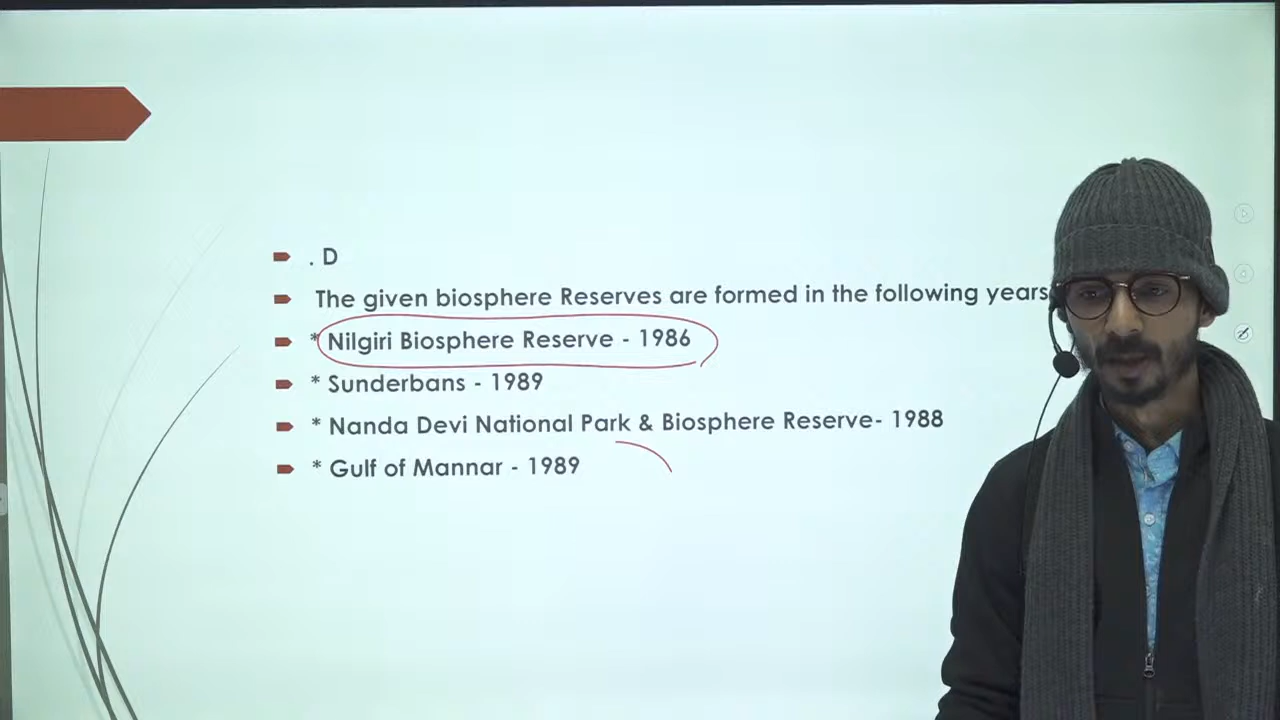 . D
The given biosphere Reserves are formed in the following years
* Nilgiri Biosphere Reserve - 1986
* Sunderbans - 1989
* Nanda Devi National Park & Biosphere Reserve- 1988
* Gulf of Mannar - 1989